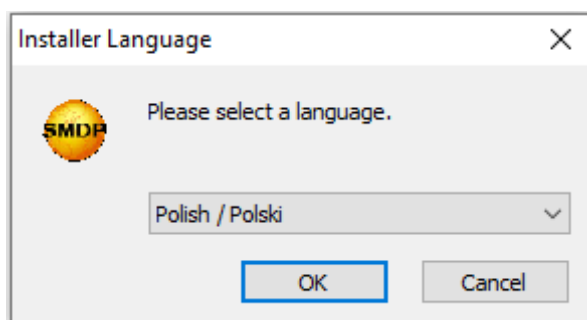 Installer Language
SMDP
Please select a language.
Polish / Polski
OK
Cancel